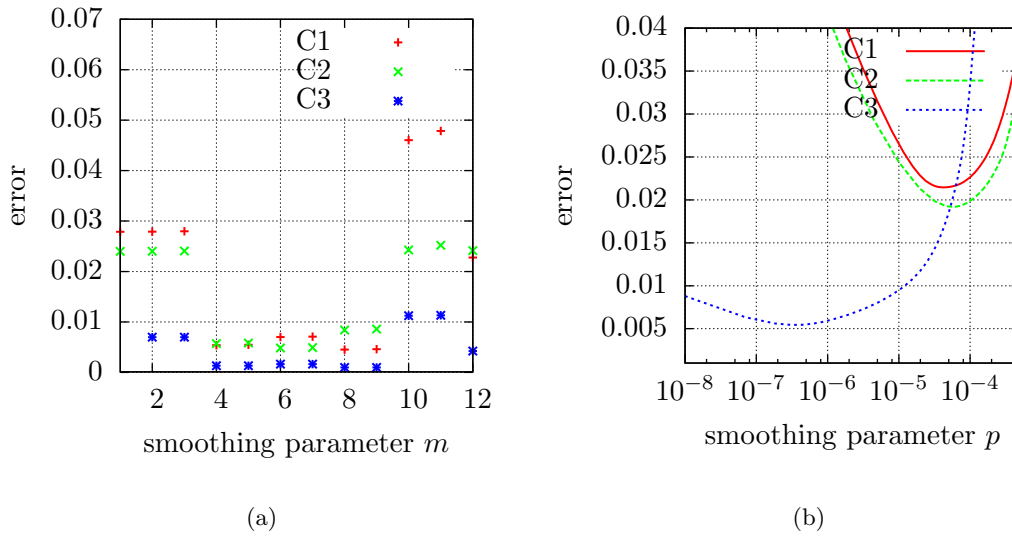 0.07
0.06
0.05
0.04
0.03
0.02
0.01
0
2 4 6 8 10 12
error
smoothing parameter m
C1
C2
C3
(a)
0.04
0.035
0.03
0.025
0.02
0.015
0.01
0.005
10⁻⁸ 10⁻⁷ 10⁻⁶ 10⁻⁵ 10⁻⁴
error
smoothing parameter p
C1
C2
C3
(b)